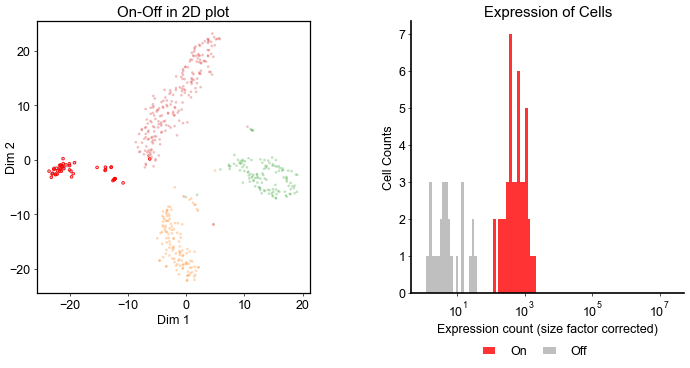 On-Off in 2D plot
Dim 2
20
10
0
−10
−20
−20
−10
0
10
20
Dim 1
Expression of Cells
Cell Counts
7
6
5
4
3
2
1
0
10^1
10^3
10^5
10^7
Expression count (size factor corrected)
On
Off